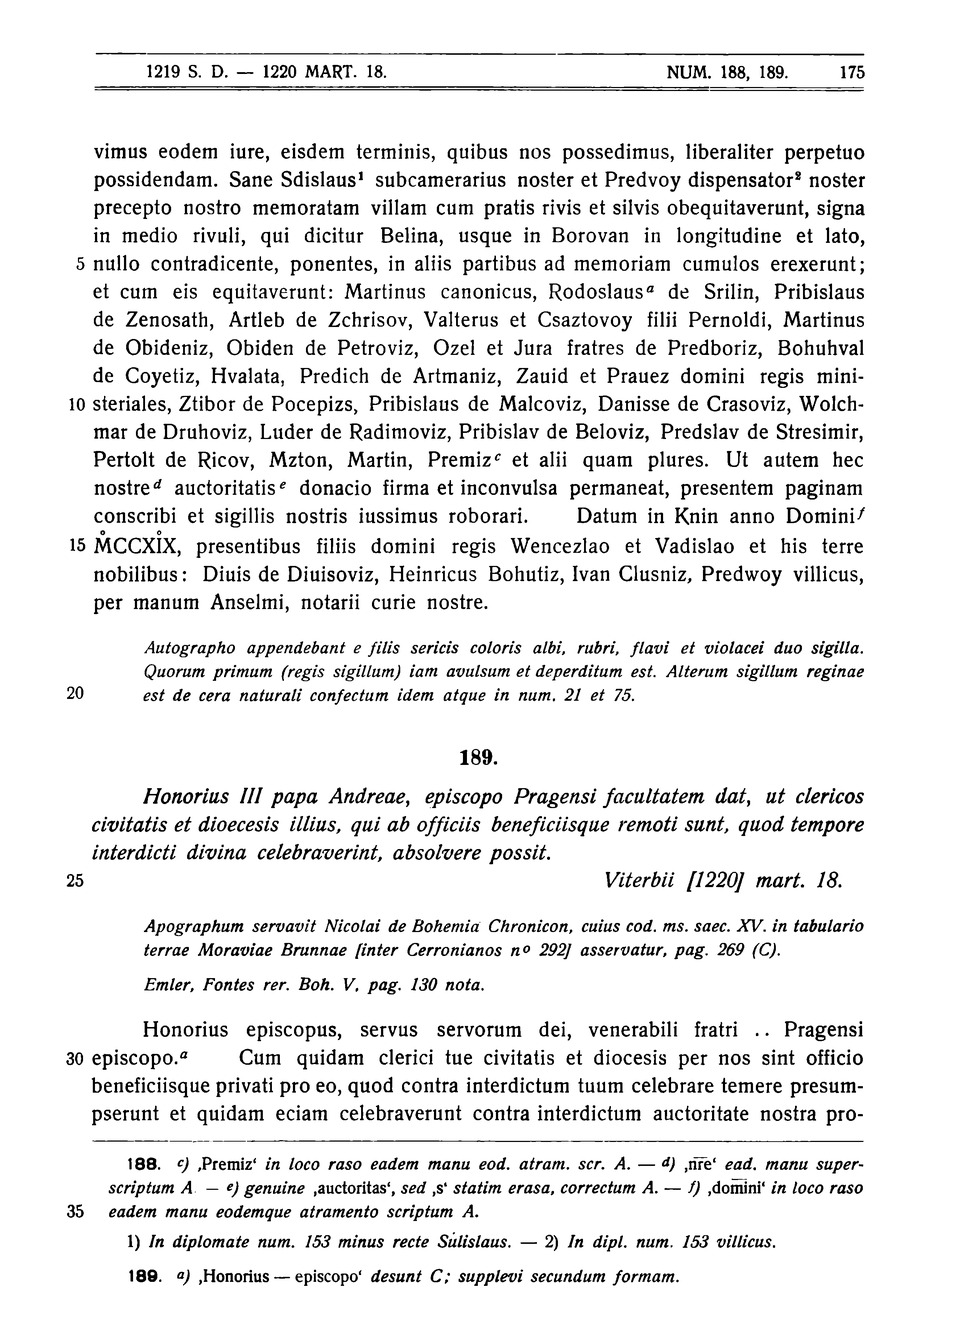 1219 S. D. — 1220 MART. 18. NUM. 188, 189. 175
vimus eodem iure, eisdem terminis, quibus nos possedimus, liberaliter perpetuo
possidendam. Sane Sdislaus¹ subcamerarius noster et Predvoy dispensator² noster
precepto nostro memoratam villam cum pratis rivis et silvis obequitaverunt, signa
in medio rivuli, qui dicitur Belina, usque in Borovan in longitudine et lato,
5 nullo contradicente, ponentes, in aliis partibus ad memoriam cumulos erexerunt;
et cum eis equitaverunt: Martinus canonicus, Rodoslausᵃ de Srilin, Pribislaus
de Zenosath, Artleb de Zchrisov, Valterus et Csaztovoy filii Pernoldi, Martinus
de Obideniz, Obiden de Petroviz, Ozel et Jura fratres de Predboriz, Bohuhval
de Coyetiz, Hvalata, Predich de Artmaniz, Zauid et Prauez domini regis mini-
10 steriales, Ztibor de Pocepizs, Pribislaus de Malcoviz, Danisse de Crasoviz, Wolch-
mar de Druhoviz, Luder de Radimoviz, Pribislav de Beloviz, Predslav de Stresimir,
Pertolt de Ricov, Mzton, Martin, Premizᶜ et alii quam plures. Ut autem hec
nostreᵈ auctoritatisᵉ donacio firma et inconvulsa permaneat, presentem paginam
conscribi et sigillis nostris iussimus roborari. Datum in Knin anno Dominiᶠ
15 M̊CCXI̊X, presentibus filiis domini regis Wencezlao et Vadislao et his terre
nobilibus: Diuis de Diuisoviz, Heinricus Bohutiz, Ivan Clusniz, Predwoy villicus,
per manum Anselmi, notarii curie nostre.
Autographo appendebant e filis sericis coloris albi, rubri, flavi et violacei duo sigilla.
Quorum primum (regis sigillum) iam avulsum et deperditum est. Alterum sigillum reginae
20 est de cera naturali confectum idem atque in num. 21 et 75.
189.
Honorius III papa Andreae, episcopo Pragensi facultatem dat, ut clericos
civitatis et dioecesis illius, qui ab officiis beneficiisque remoti sunt, quod tempore
interdicti divina celebraverint, absolvere possit.
25 Viterbii [1220] mart. 18.
Apographum servavit Nicolai de Bohemia Chronicon, cuius cod. ms. saec. XV. in tabulario
terrae Moraviae Brunnae [inter Cerronianos nᵒ 292] asservatur, pag. 269 (C).
Emler, Fontes rer. Boh. V, pag. 130 nota.
Honorius episcopus, servus servorum dei, venerabili fratri .. Pragensi
30 episcopo.ᵃ Cum quidam clerici tue civitatis et diocesis per nos sint officio
beneficiisque privati pro eo, quod contra interdictum tuum celebrare temere presum-
pserunt et quidam eciam celebraverunt contra interdictum auctoritate nostra pro-
188. c) ‚Premiz‘ in loco raso eadem manu eod. atram. scr. A. — d) ‚nr̅e̅‘ ead. manu super-
scriptum A — e) genuine ‚auctoritas‘, sed ‚s‘ statim erasa, correctum A. — f) ‚dom̅ini‘ in loco raso
35 eadem manu eodemque atramento scriptum A.
1) In diplomate num. 153 minus recte Sulislaus. — 2) In dipl. num. 153 villicus.
189. a) ‚Honorius — episcopo‘ desunt C; supplevi secundum formam.